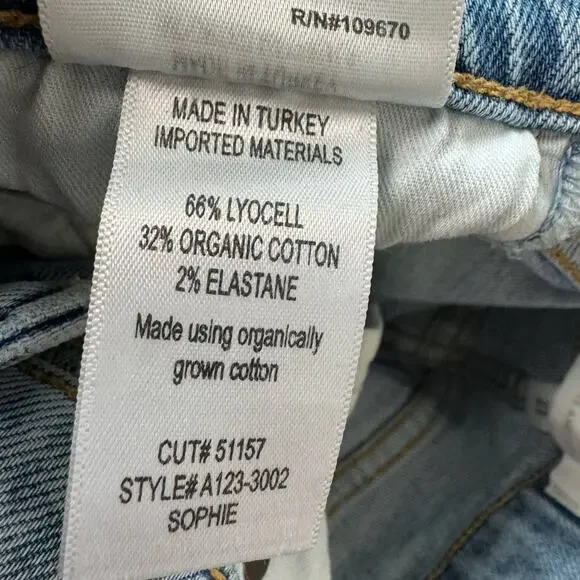 R/N#109670
MADE IN TURKEY
IMPORTED MATERIALS
66% LYOCELL
32% ORGANIC COTTON
2% ELASTANE
Made using organically
grown cotton
CUT# 51157
STYLE# A123-3002
SOPHIE